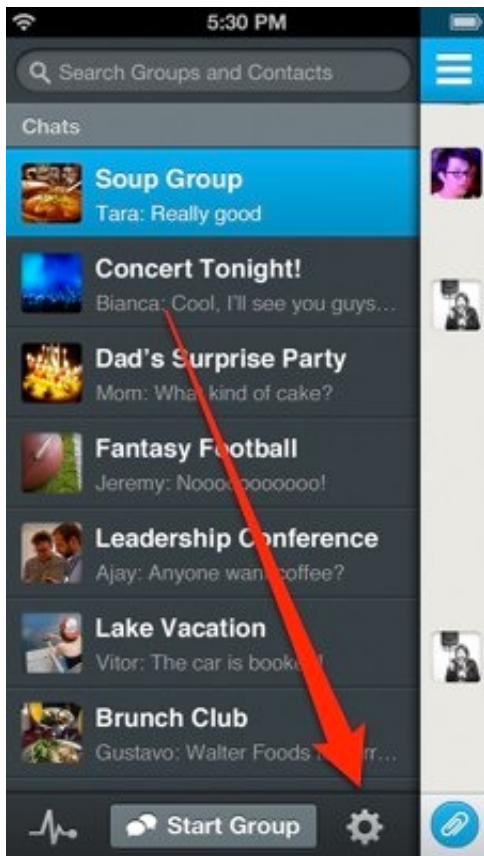 5:30 PM
Search Groups and Contacts
Chats
Soup Group
Tara: Really good
Concert Tonight!
Bianca: Cool, I'll see you guys...
Dad's Surprise Party
Mom: What kind of cake?
Fantasy Football
Jeremy: Noooooooooo!
Leadership Conference
Ajay: Anyone want coffee?
Lake Vacation
Vitor: The car is booked!
Brunch Club
Gustavo: Walter Foods
Start Group